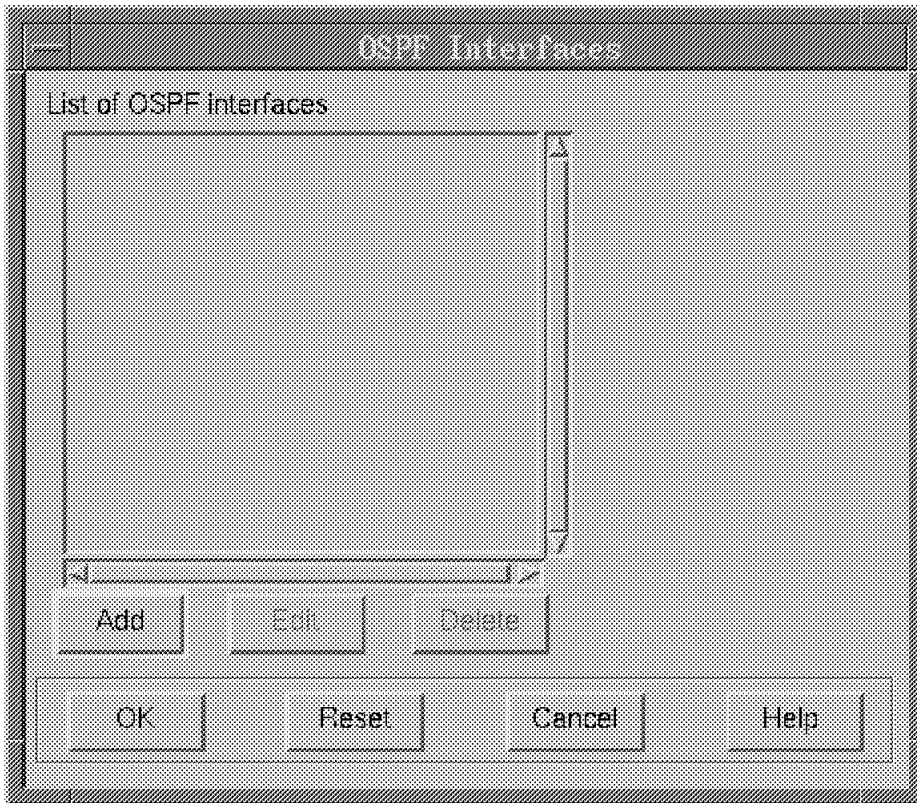 OSPF Interfaces
List of OSPF interfaces
Add Edit Delete
OK Reset Cancel Help